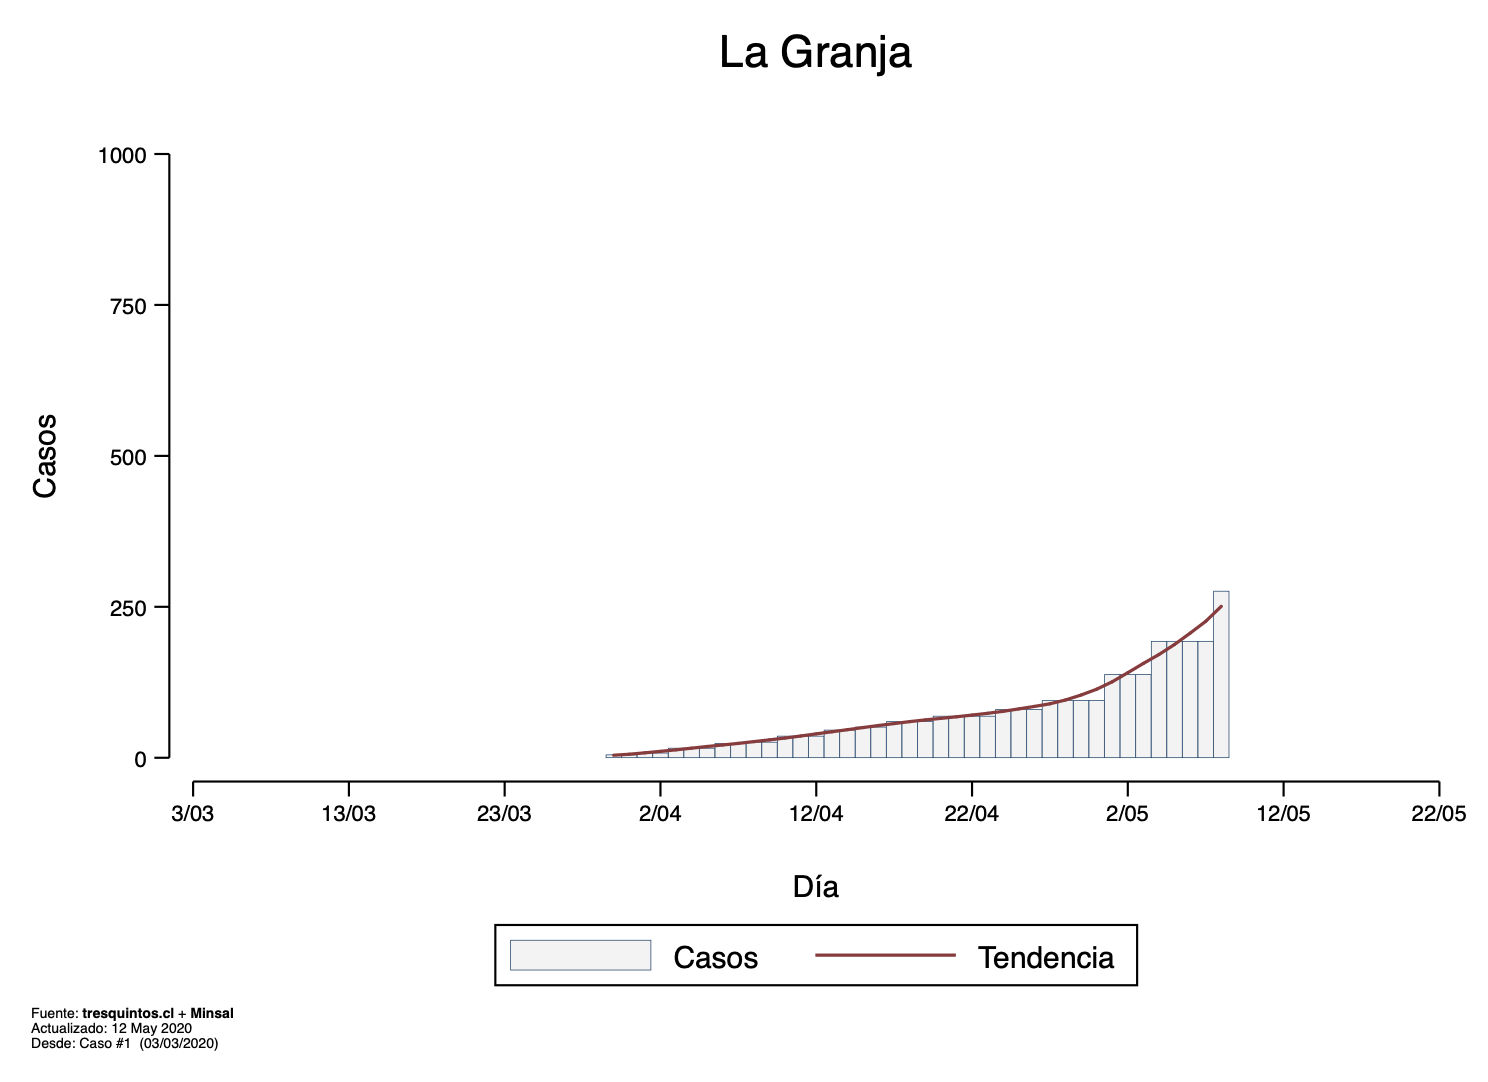 La Granja
1000
750
500
250
0
Casos
3/03 13/03 23/03 2/04 12/04 22/04 2/05 12/05 22/05
Día
Casos Tendencia
Fuente: tresquintos.cl + Minsal
Actualizado: 12 May 2020
Desde: Caso #1 (03/03/2020)